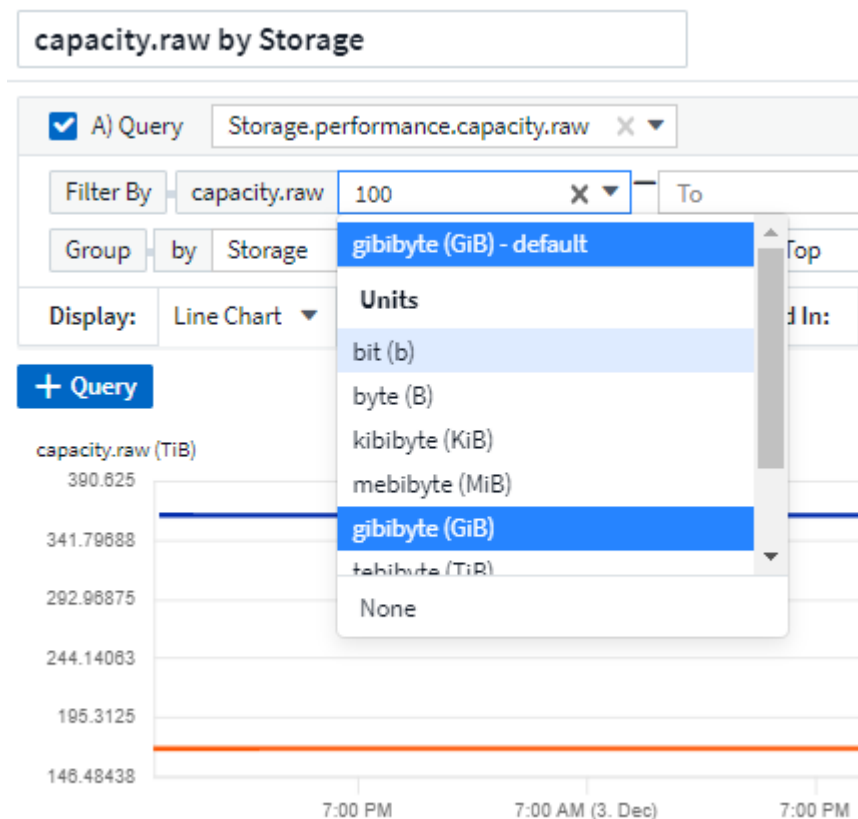 capacity.raw by Storage
A) Query Storage.performance.capacity.raw
Filter By capacity.raw 100 To
Group by Storage Top
gibibyte (GiB) - default
Units
Display: Line Chart d In:
bit (b)
+ Query
byte (B)
kibibyte (KiB)
mebibyte (MiB)
gibibyte (GiB)
tebibyte (TiB)
None
capacity.raw (TiB)
390.625
341.79688
292.96875
244.14063
195.3125
146.48438
7:00 PM 7:00 AM (3. Dec) 7:00 PM